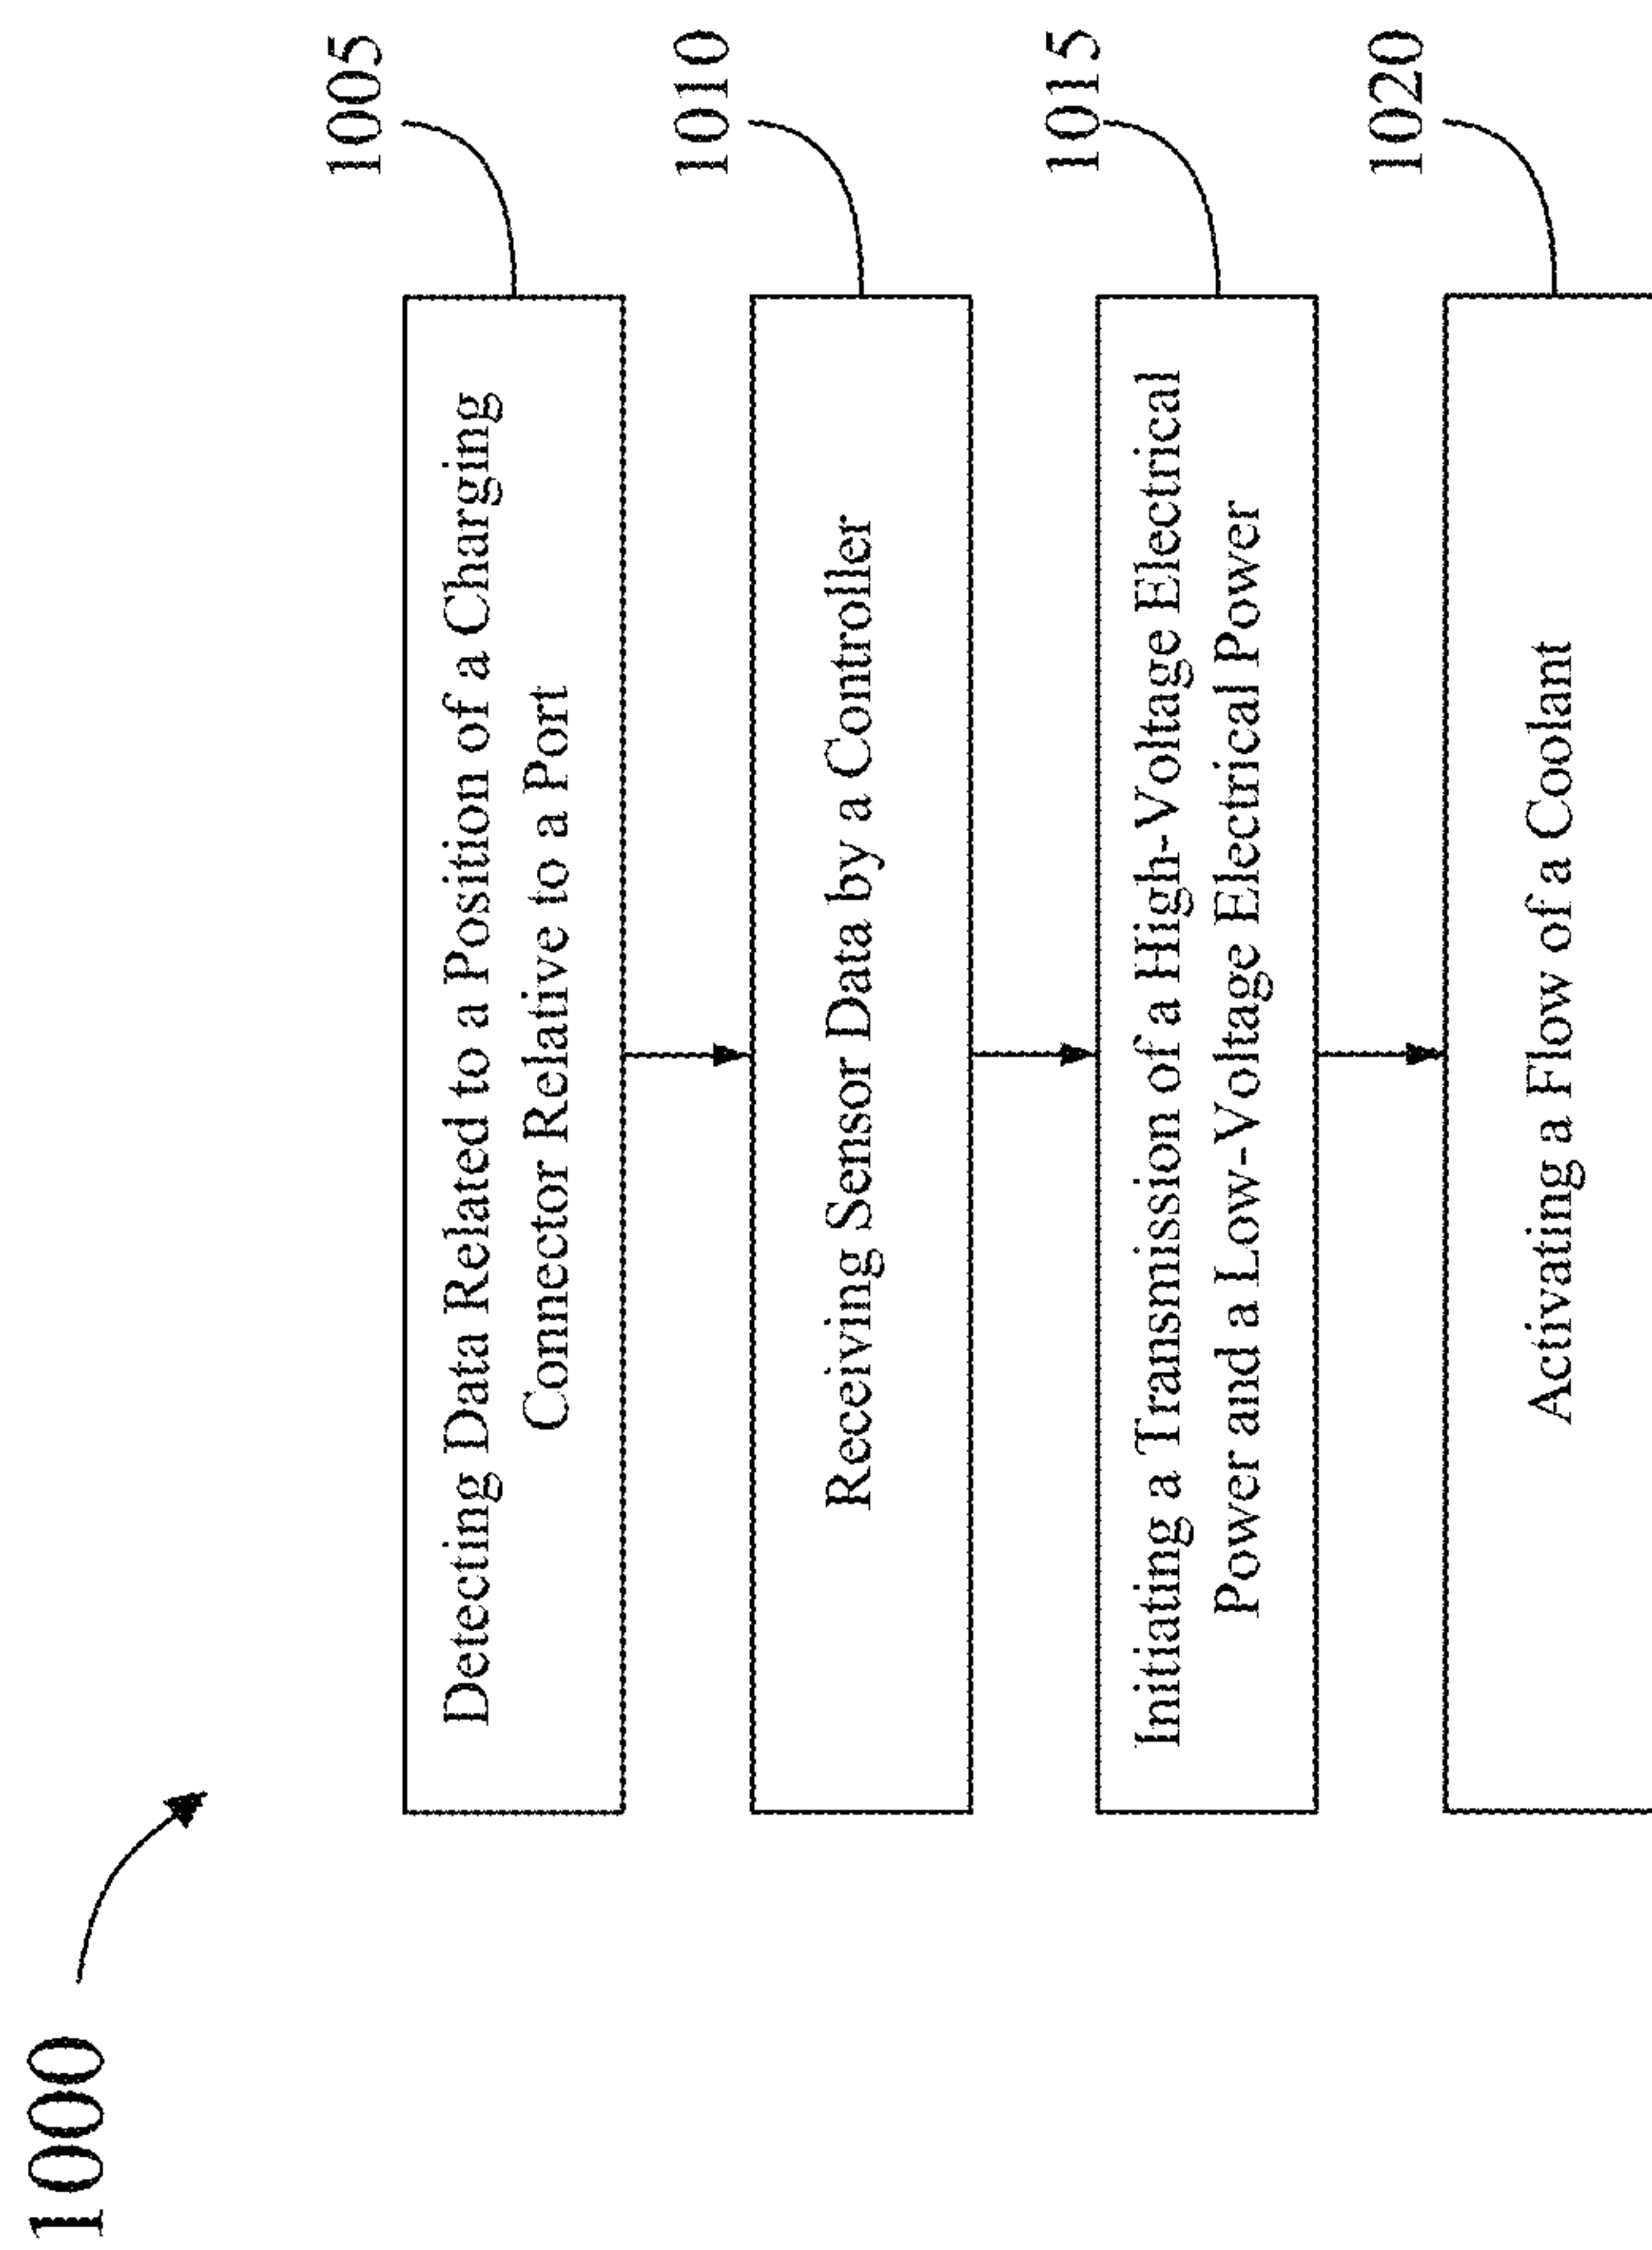 1000
1005
Detecting Data Related to a Position of a Charging
Connector Relative to a Port
1010
Receiving Sensor Data by a Controller
1015
Initiating a Transmission of a High-Voltage Electrical
Power and a Low-Voltage Electrical Power
1020
Activating a Flow of a Coolant